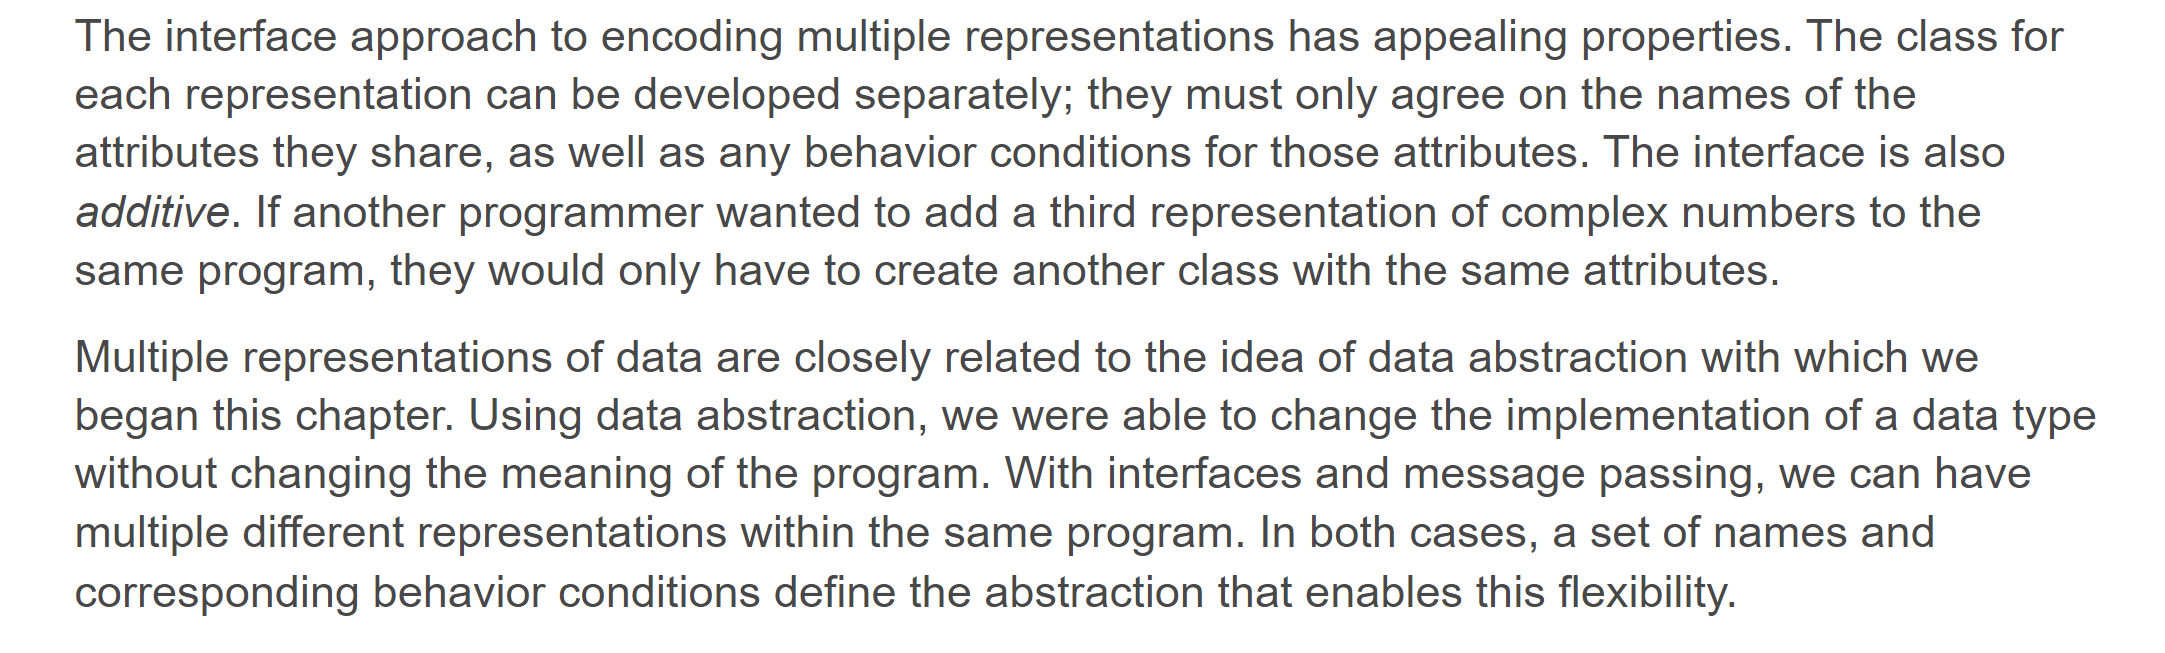 The interface approach to encoding multiple representations has appealing properties. The class for
each representation can be developed separately; they must only agree on the names of the
attributes they share, as well as any behavior conditions for those attributes. The interface is also
additive. If another programmer wanted to add a third representation of complex numbers to the
same program, they would only have to create another class with the same attributes.
Multiple representations of data are closely related to the idea of data abstraction with which we
began this chapter. Using data abstraction, we were able to change the implementation of a data type
without changing the meaning of the program. With interfaces and message passing, we can have
multiple different representations within the same program. In both cases, a set of names and
corresponding behavior conditions define the abstraction that enables this flexibility.